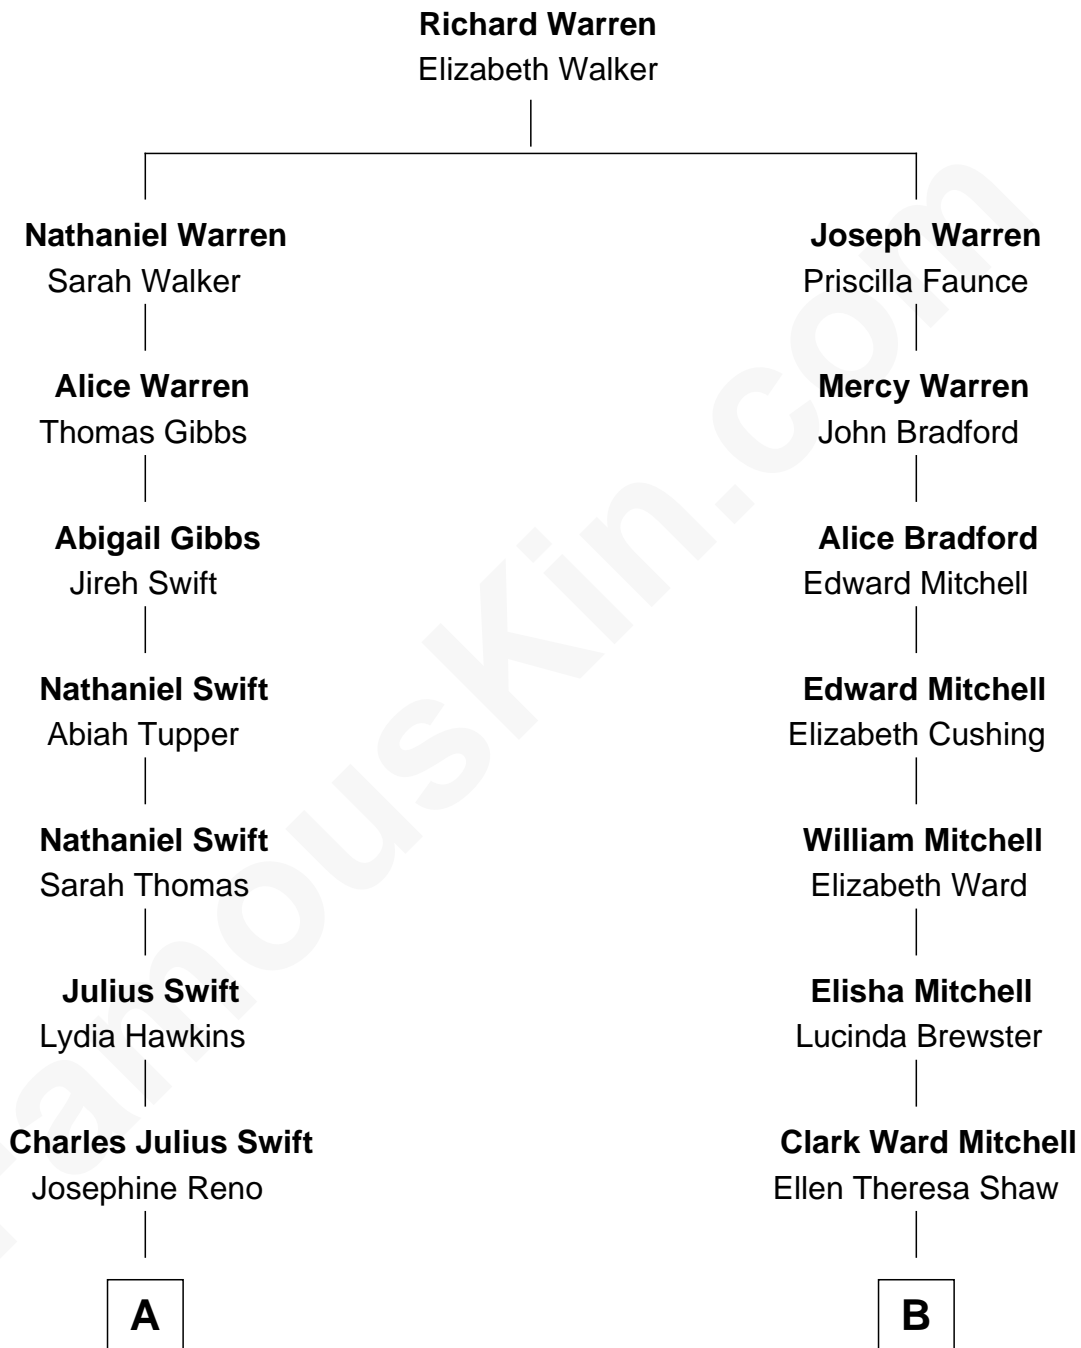 Richard Warren
Elizabeth Walker
Nathaniel Warren
Sarah Walker
Joseph Warren
Priscilla Faunce
Alice Warren
Thomas Gibbs
Mercy Warren
John Bradford
Abigail Gibbs
Jireh Swift
Alice Bradford
Edward Mitchell
Nathaniel Swift
Abiah Tupper
Edward Mitchell
Elizabeth Cushing
Nathaniel Swift
Sarah Thomas
William Mitchell
Elizabeth Ward
Julius Swift
Lydia Hawkins
Elisha Mitchell
Lucinda Brewster
Charles Julius Swift
Josephine Reno
Clark Ward Mitchell
Ellen Theresa Shaw
A
B
FamousKin.com